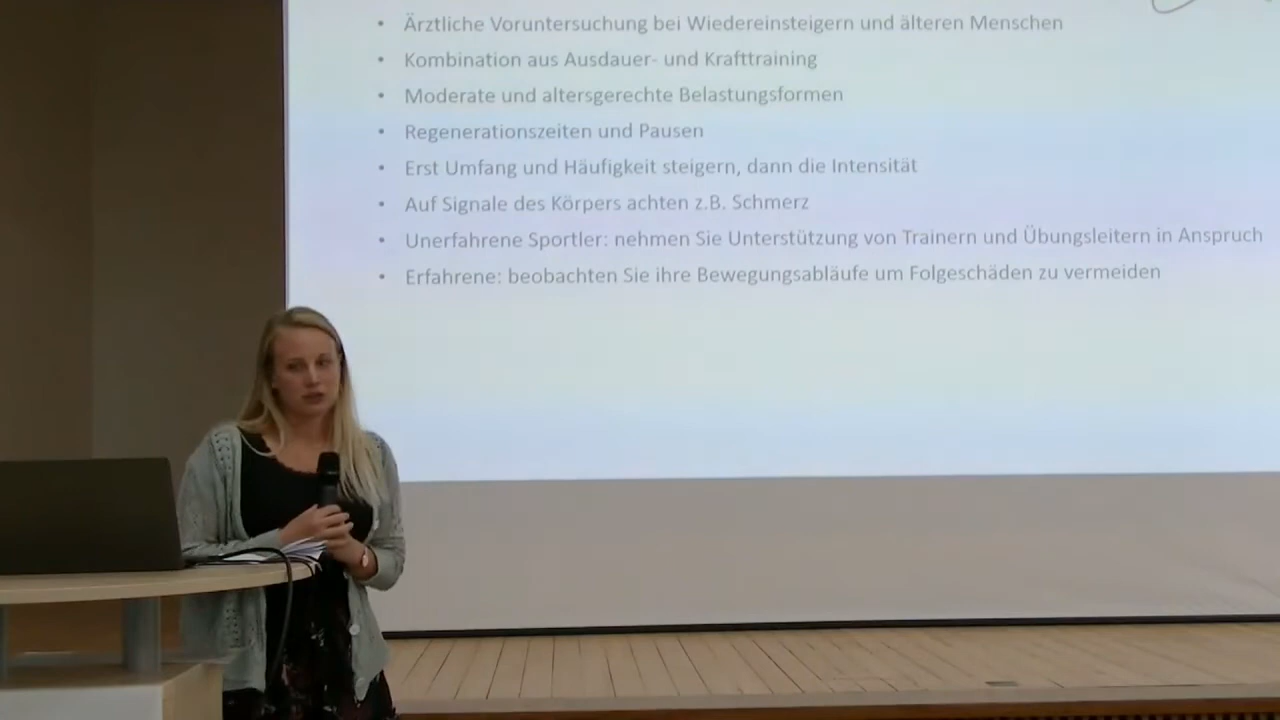 • Ärztliche Voruntersuchung bei Wiedereinsteigern und älteren Menschen
• Kombination aus Ausdauer- und Krafttraining
• Moderate und altersgerechte Belastungsformen
• Regenerationszeiten und Pausen
• Erst Umfang und Häufigkeit steigern, dann die Intensität
• Auf Signale des Körpers achten z.B. Schmerz
• Unerfahrene Sportler: nehmen Sie Unterstützung von Trainern und Übungsleitern in Anspruch
• Erfahrene: beobachten Sie ihre Bewegungsabläufe um Folgeschäden zu vermeiden